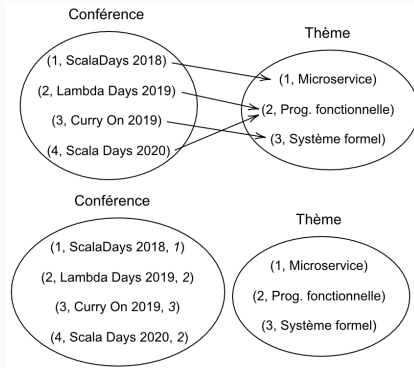 Conférence
Thème
(1, ScalaDays 2018)
(1, Microservice)
(2, Lambda Days 2019)
(2, Prog. fonctionnelle)
(3, Curry On 2019)
(3, Système formel)
(4, Scala Days 2020)
Conférence
Thème
(1, ScalaDays 2018, 1)
(1, Microservice)
(2, Lambda Days 2019, 2)
(2, Prog. fonctionnelle)
(3, Curry On 2019, 3)
(3, Système formel)
(4, Scala Days 2020, 2)